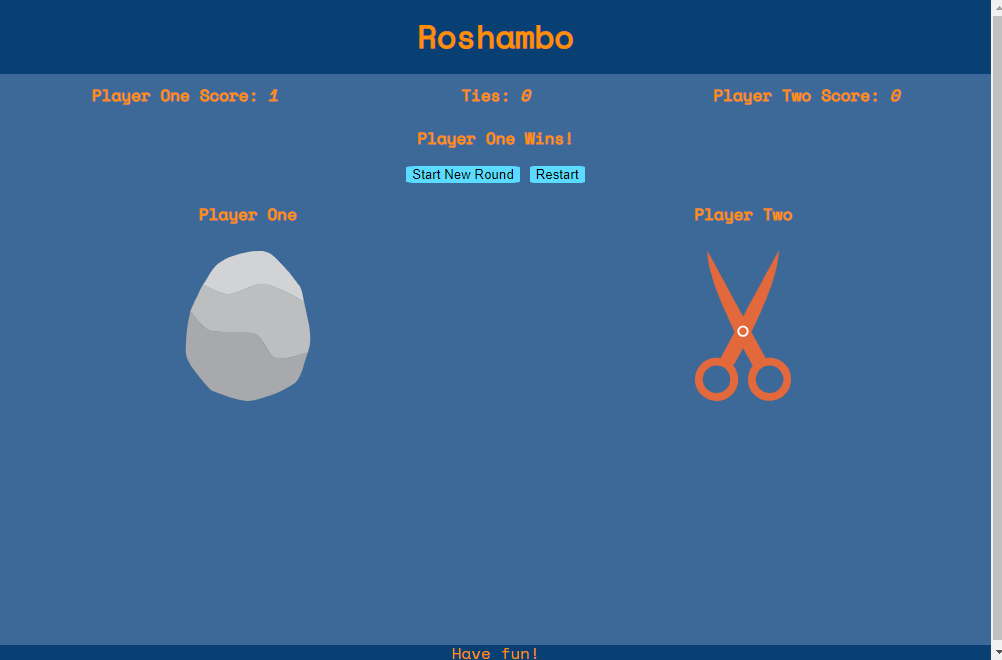 Roshambo
Player One Score: 1
Ties: 0
Player Two Score: 0
Player One Wins!
Start New Round
Restart
Player One
Player Two
Have fun!